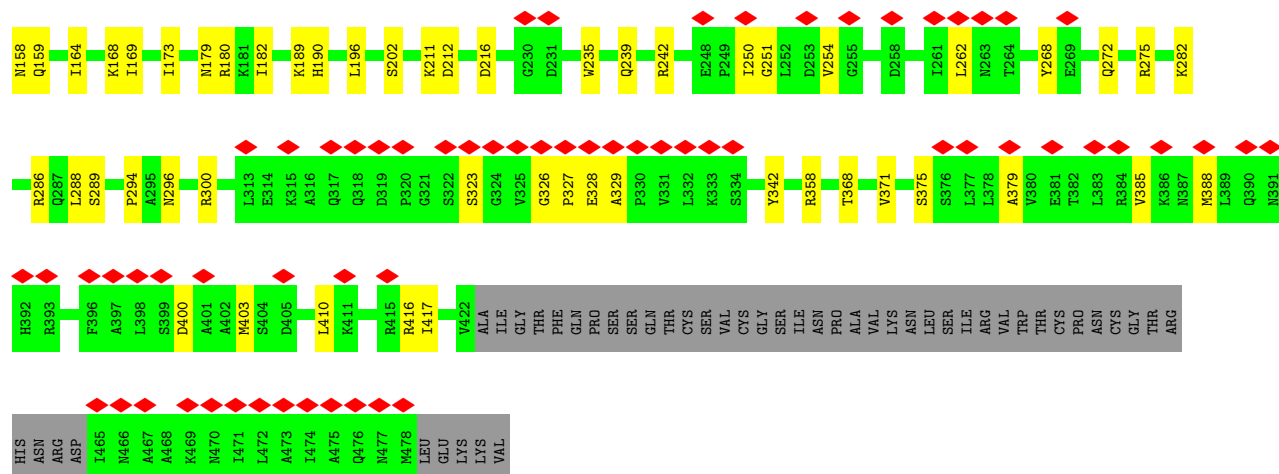 N158 Q159 I164 K168 I169 I173 N179 R180 K181 I182 K189 H190 L196 S202 K211 D212 D216 G230 D231 W235 Q239 R242 E248 P249 I250 G251 L252 D253 V254 G255 D258 I261 L262 N263 T264 Y268 E269 Q272 R275 K282
R286 Q287 L288 S289 P294 A295 N296 R300 L313 E314 K315 A316 Q317 Q318 D319 P320 G321 S322 S323 G324 V325 G326 P327 E328 A329 P330 V331 L332 K333 S334 Y342 R358 T368 V371 S375 S376 L377 L378 A379 V380 E381 T382 L383 R384 V385 K386 N387 M388 L389 Q390 N391
H392 R393 F396 A397 L398 S399 D400 A401 A402 M403 S404 D405 L410 K411 R415 R416 I417 V422 ALA ILE GLY THR PHE GLN PRO SER SER GLN THR CYS SER VAL CYS GLY SER ILE ASN PRO ALA VAL LYS ASN LEU SER ILE ARG VAL TRP THR CYS PRO ASN CYS GLY THR ARG
HIS ASN ARG ASP I465 N466 A467 A468 K469 N470 I471 L472 A473 I474 A475 Q476 N477 M478 LEU GLU LYS LYS VAL